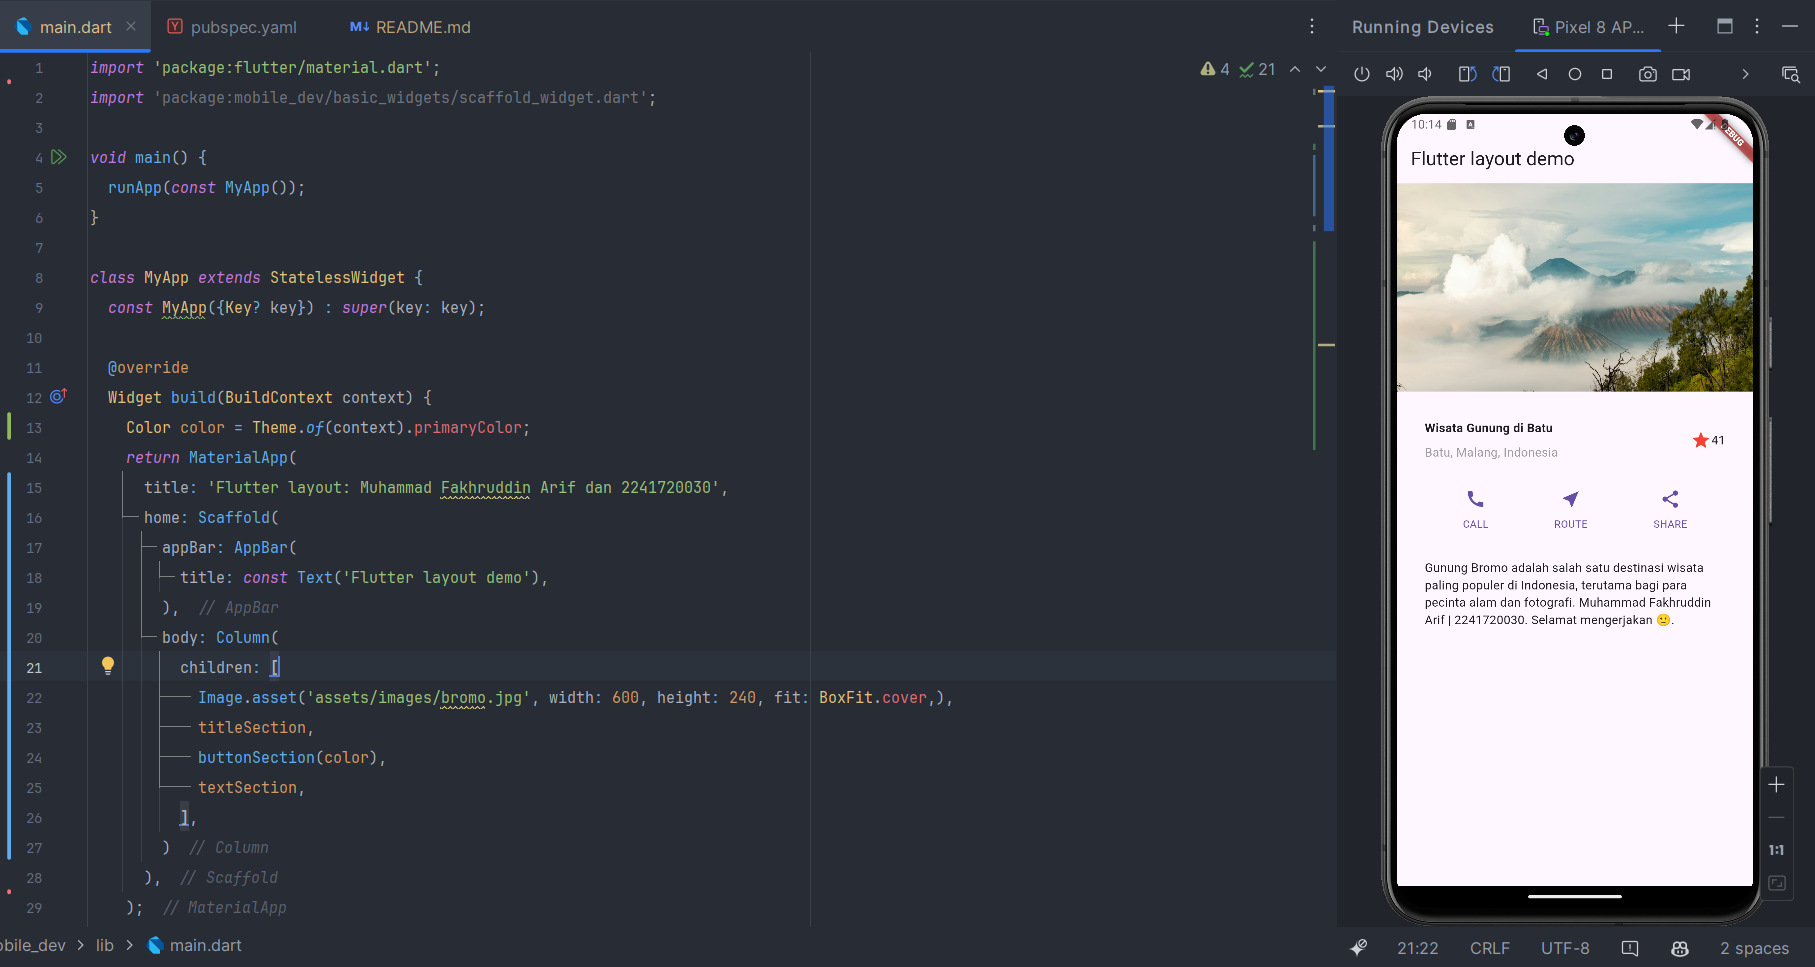 main.dart
pubspec.yaml
M↓ README.md
Running Devices
Pixel 8 AP...
4 21
1 import 'package:flutter/material.dart';
2 import 'package:mobile_dev/basic_widgets/scaffold_widget.dart';
3
4 void main() {
5 runApp(const MyApp());
6 }
7
8 class MyApp extends StatelessWidget {
9 const MyApp({Key? key}) : super(key: key);
10
11 @override
12 Widget build(BuildContext context) {
13 Color color = Theme.of(context).primaryColor;
14 return MaterialApp(
15 title: 'Flutter layout: Muhammad Fakhruddin Arif dan 2241720030',
16 home: Scaffold(
17 appBar: AppBar(
18 title: const Text('Flutter layout demo'),
19 ), // AppBar
20 body: Column(
21 children: [
22 Image.asset('assets/images/bromo.jpg', width: 600, height: 240, fit: BoxFit.cover,),
23 titleSection,
24 buttonSection(color),
25 textSection,
26 ],
27 ) // Column
28 ), // Scaffold
29 ); // MaterialApp
10:14
Flutter layout demo
Wisata Gunung di Batu
41
Batu, Malang, Indonesia
CALL ROUTE SHARE
Gunung Bromo adalah salah satu destinasi wisata
paling populer di Indonesia, terutama bagi para
pecinta alam dan fotografi. Muhammad Fakhruddin
Arif | 2241720030. Selamat mengerjakan 🙂.
1:1
obile_dev > lib > main.dart
21:22 CRLF UTF-8 2 spaces